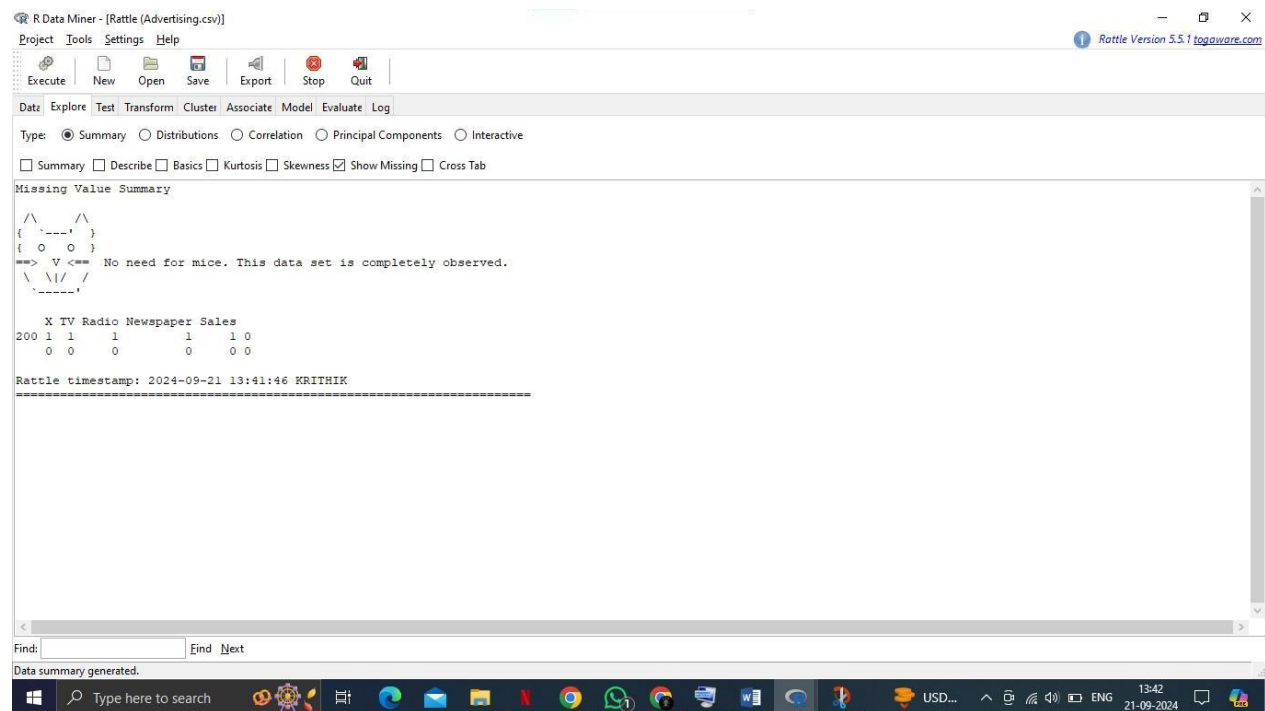 R Data Miner - [Rattle (Advertising.csv)]
Project Tools Settings Help
Rattle Version 5.5.1 togaware.com
Execute New Open Save Export Stop Quit
Data Explore Test Transform Cluster Associate Model Evaluate Log
Type: Summary Distributions Correlation Principal Components Interactive
Summary Describe Basics Kurtosis Skewness Show Missing Cross Tab
Missing Value Summary
 /\     /\
{  `---'  }
{  O   O  }
==>  V <==  No need for mice. This data set is completely observed.
 \  \|/  /
  `-----'
    X TV Radio Newspaper Sales
200 1  1     1         1     1 0
    0  0     0         0     0 0
Rattle timestamp: 2024-09-21 13:41:46 KRITHIK
======================================================================
Find: Find Next
Data summary generated.
Type here to search
USD...
ENG
13:42
21-09-2024